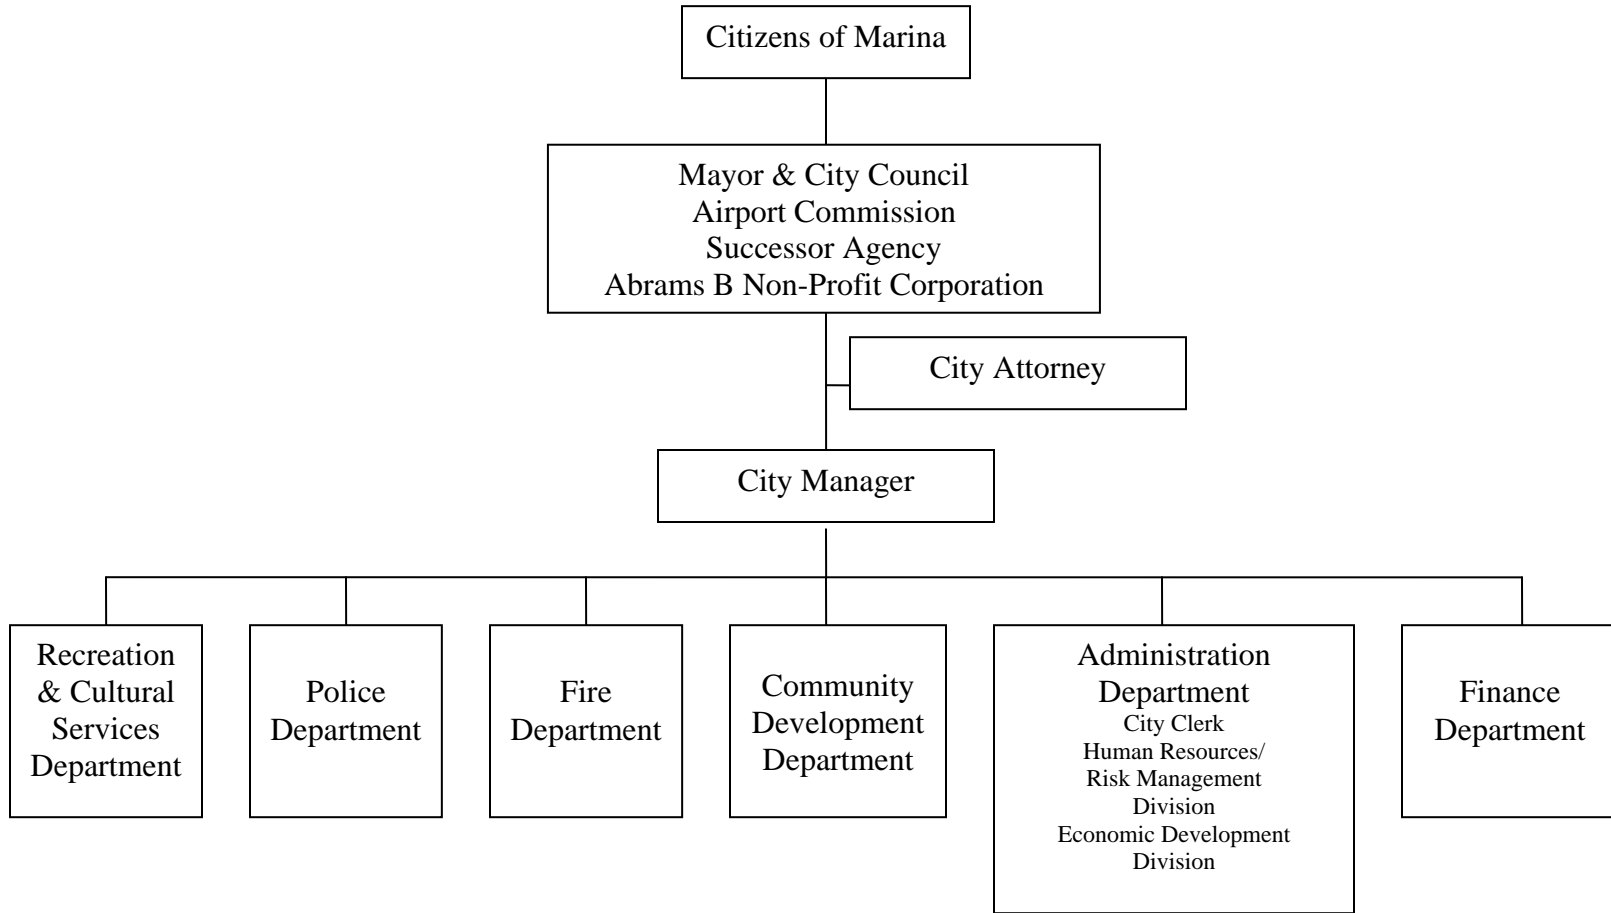 Citizens of Marina
Mayor & City Council
Airport Commission
Successor Agency
Abrams B Non-Profit Corporation
City Attorney
City Manager
Recreation
& Cultural
Services
Department
Police
Department
Fire
Department
Community
Development
Department
Administration
Department
City Clerk
Human Resources/
Risk Management
Division
Economic Development
Division
Finance
Department